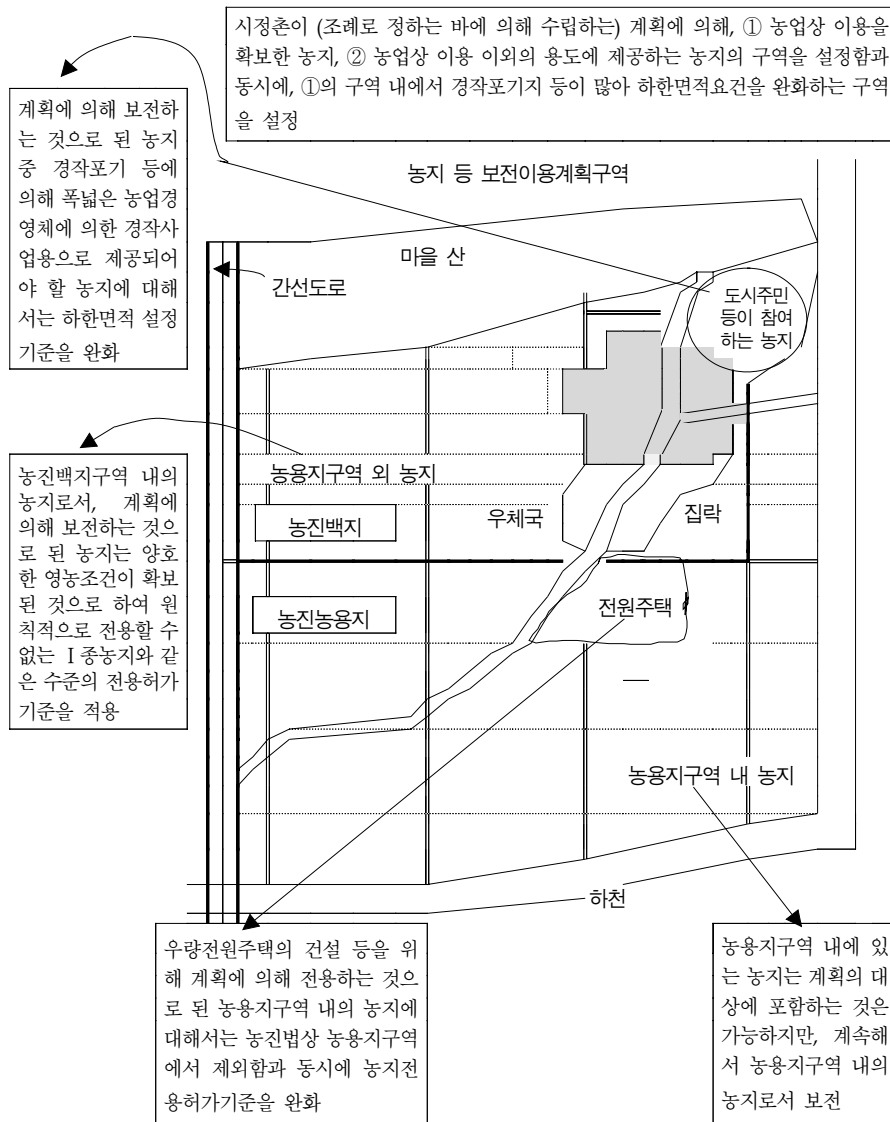 시정촌이 (조례로 정하는 바에 의해 수립하는) 계획에 의해, ① 농업상 이용을
확보한 농지, ② 농업상 이용 이외의 용도에 제공하는 농지의 구역을 설정함과
동시에, ①의 구역 내에서 경작포기지 등이 많아 하한면적요건을 완화하는 구역
을 설정
계획에 의해 보전하
는 것으로 된 농지
중 경작포기 등에
의해 폭넓은 농업경
영체에 의한 경작사
업용으로 제공되어
야 할 농지에 대해
서는 하한면적 설정
기준을 완화
농지 등 보전이용계획구역
마을 산
간선도로
도시주민
등이 참여
하는 농지
농진백지구역 내의
농지로서, 계획에
의해 보전하는 것으
로 된 농지는 양호
한 영농조건이 확보
된 것으로 하여 원
칙적으로 전용할 수
없는 Ⅰ종농지와 같
은 수준의 전용허가
기준을 적용
농용지구역 외 농지
농진백지
우체국
집락
농진농용지
전원주택
농용지구역 내 농지
하천
우량전원주택의 건설 등을 위
해 계획에 의해 전용하는 것으
로 된 농용지구역 내의 농지에
대해서는 농진법상 농용지구역
에서 제외함과 동시에 농지전
용허가기준을 완화
농용지구역 내에 있
는 농지는 계획의 대
상에 포함하는 것은
가능하지만, 계속해
서 농용지구역 내의
농지로서 보전